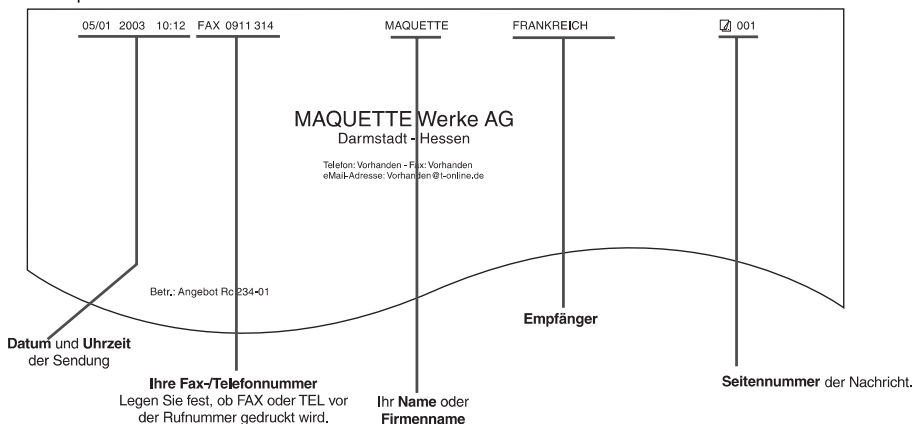 05/01 2003 10:12 FAX 0911 314 MAQUETTE FRANKREICH 001
MAQUETTE Werke AG
Darmstadt - Hessen
Telefon: Vorhanden - Fax: Vorhanden
eMail-Adresse: Vorhanden@t-online.de
Betr.: Angebot Rc 234-01
Empfänger
Datum und Uhrzeit
der Sendung
Ihre Fax-/Telefonnummer
Legen Sie fest, ob FAX oder TEL vor
der Rufnummer gedruckt wird.
Ihr Name oder
Firmenname
Seitennummer der Nachricht.